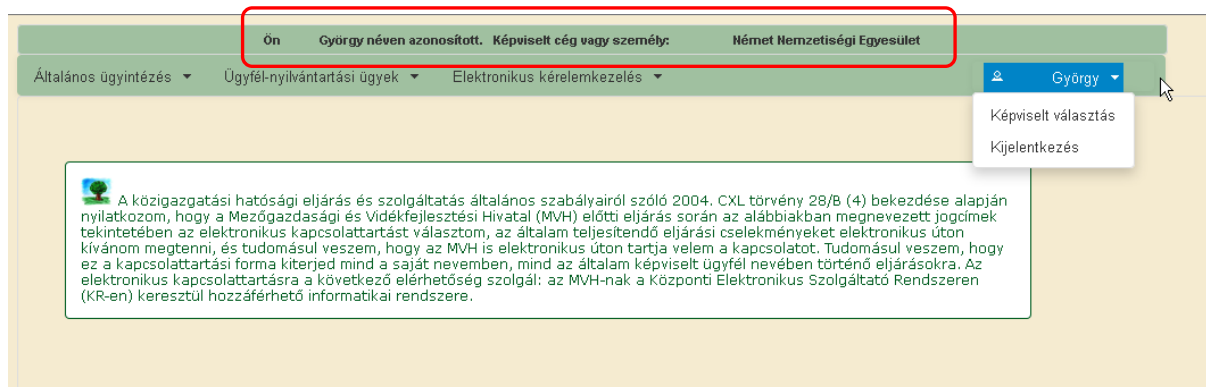 Ön György néven azonosított. Képviselt cég vagy személy: Német Nemzetiségi Egyesület
Általános ügyintézés Ügyfél-nyilvántartási ügyek Elektronikus kérelemkezelés György
Képviselt választás
Kijelentkezés
A közigazgatási hatósági eljárás és szolgáltatás általános szabályairól szóló 2004. CXL törvény 28/B (4) bekezdése alapján
nyilatkozom, hogy a Mezőgazdasági és Vidékfejlesztési Hivatal (MVH) előtti eljárás során az alábbiakban megnevezett jogcímek
tekintetében az elektronikus kapcsolattartást választom, az általam teljesítendő eljárási cselekményeket elektronikus úton
kívánom megtenni, és tudomásul veszem, hogy az MVH is elektronikus úton tartja velem a kapcsolatot. Tudomásul veszem, hogy
ez a kapcsolattartási forma kiterjed mind a saját nevemben, mind az általam képviselt ügyfél nevében történő eljárásokra. Az
elektronikus kapcsolattartásra a következő elérhetőség szolgál: az MVH-nak a Központi Elektronikus Szolgáltató Rendszeren
(KR-en) keresztül hozzáférhető informatikai rendszere.